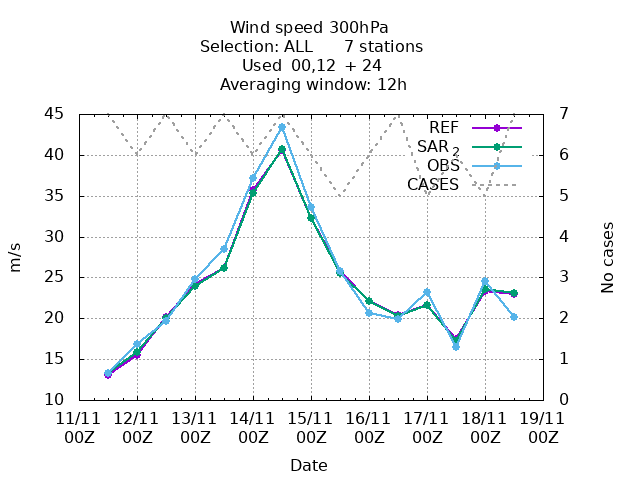 Wind speed 300hPa
Selection: ALL 7 stations
Used 00,12 + 24
Averaging window: 12h
45 7
REF
40 6
SAR 2
OBS
35 5
CASES
30 4
25 3
20 2
15 1
10 0
m/s
No cases
11/11 12/11 13/11 14/11 15/11 16/11 17/11 18/11 19/11
00Z 00Z 00Z 00Z 00Z 00Z 00Z 00Z 00Z
Date